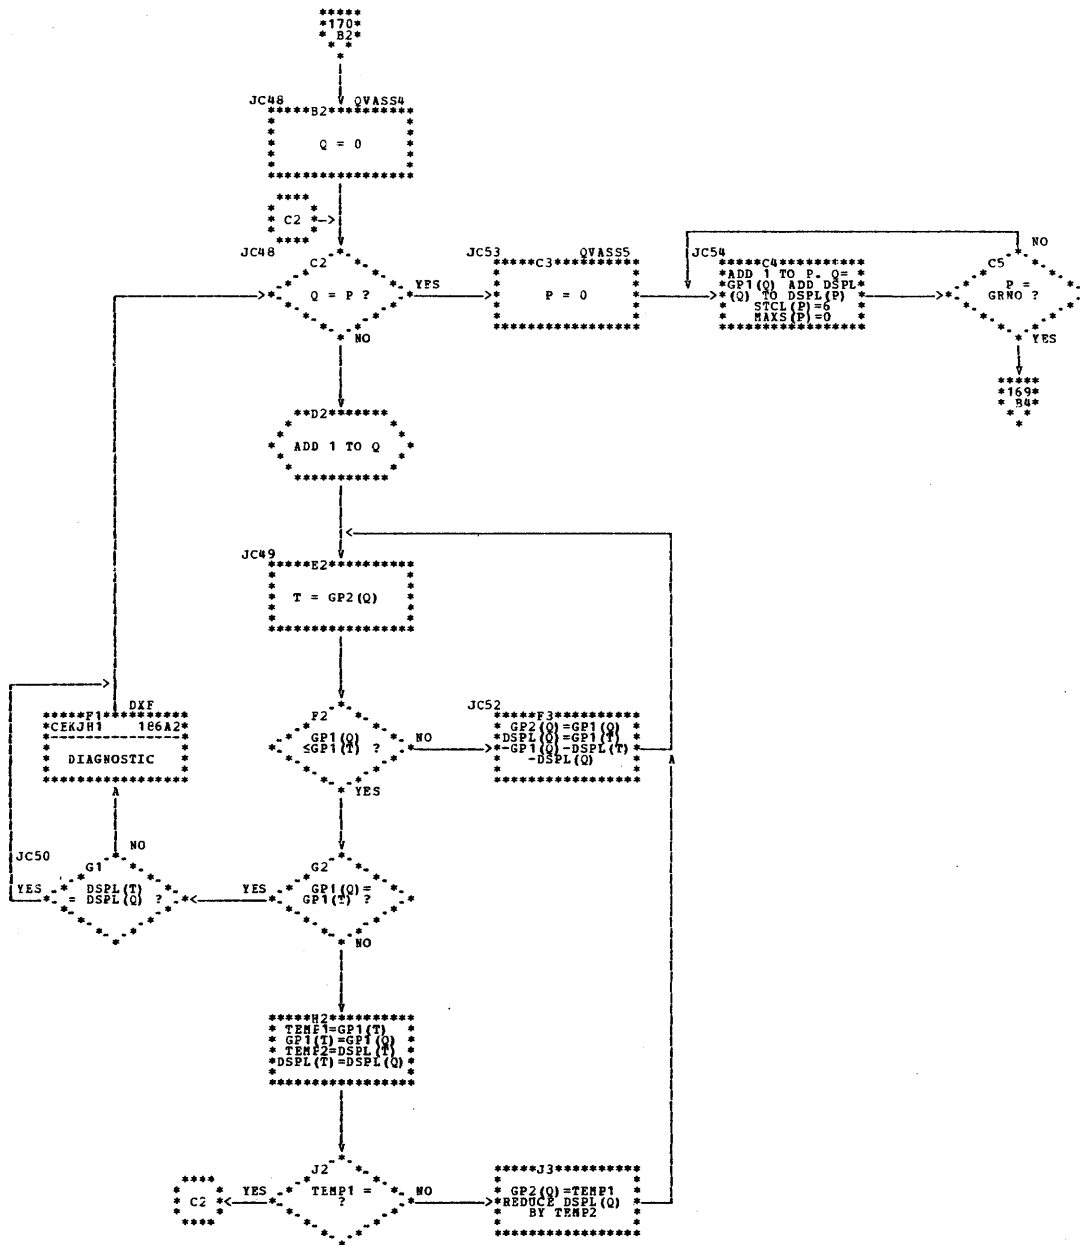 170
B2
JC48 B2 QVASS4
Q = 0
C2
JC48
C2
Q = P ?
YES
NO
JC53 C3 QVASS5
P = 0
JC54
C4
ADD 1 TO P. Q=
GP1(Q) ADD DSPL
(Q) TO DSPL(P)
STCL(P)=6
MAXS(P)=0
NO
C5
P =
GRNO ?
YES
169
B4
D2
ADD 1 TO Q
JC49
E2
T = GP2(Q)
F1 DXF
CEKJH1 186A2
DIAGNOSTIC
F2
GP1(Q)
≤GP1(T) ?
NO
YES
JC52
F3
GP2(Q)=GP1(Q)
DSPL(Q)=GP1(T)
-GP1(Q)-DSPL(T)
-DSPL(Q)
JC50
NO
G1
YES
DSPL(T)
= DSPL(Q) ?
YES
G2
GP1(Q)=
GP1(T) ?
NO
H2
TEMP1=GP1(T)
GP1(T)=GP1(Q)
TEMP2=DSPL(T)
DSPL(T)=DSPL(Q)
C2
YES
J2
TEMP1 =
?
NO
J3
GP2(Q)=TEMP1
REDUCE DSPL(Q)
BY TEMP2